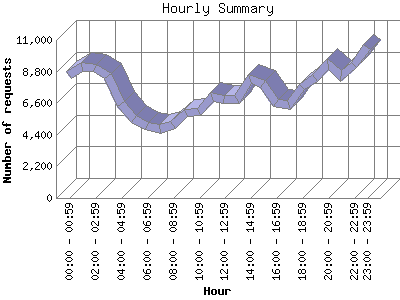 Hourly Summary
Number of requests
11,000
8,800
6,600
4,400
2,200
0
00:00 - 00:59
02:00 - 02:59
04:00 - 04:59
06:00 - 06:59
08:00 - 08:59
10:00 - 10:59
12:00 - 12:59
14:00 - 14:59
16:00 - 16:59
18:00 - 18:59
20:00 - 20:59
22:00 - 22:59
23:00 - 23:59
Hour